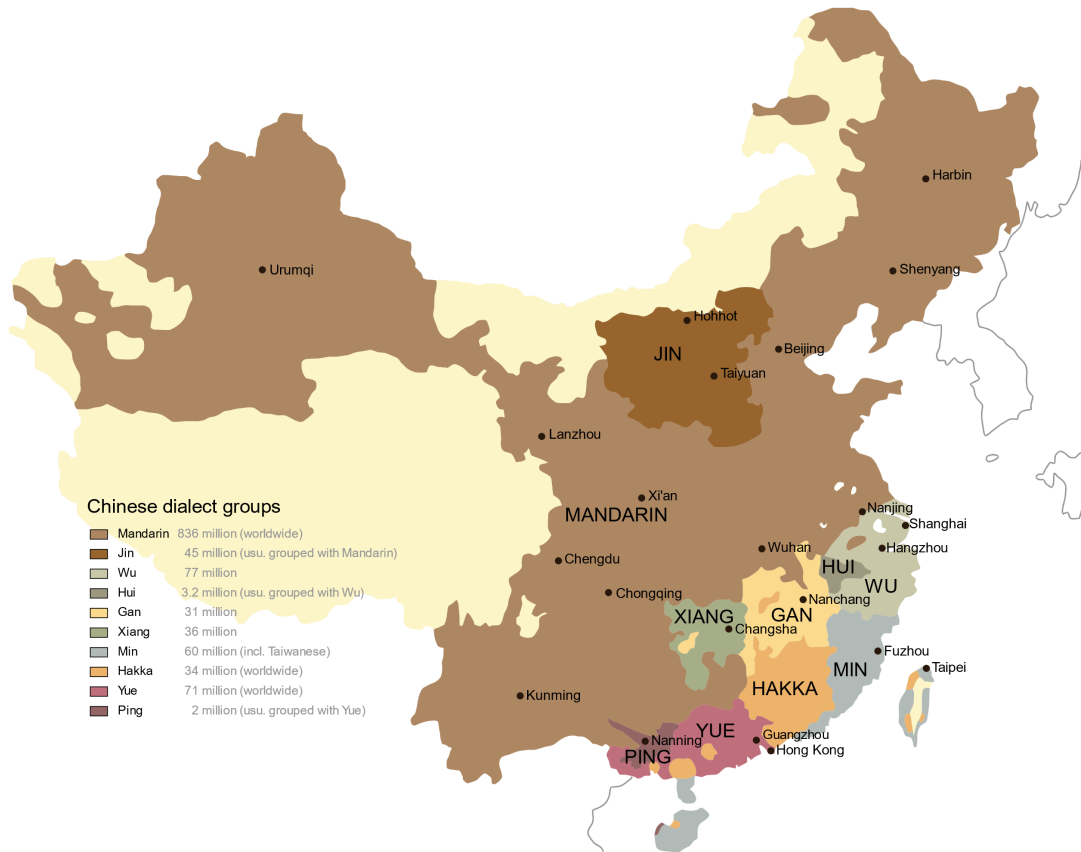 Harbin
Urumqi
Shenyang
Hohhot
JIN
Beijing
Taiyuan
Lanzhou
Xi'an
MANDARIN
Nanjing
Shanghai
Chengdu
Wuhan
Hangzhou
HUI
WU
Chongqing
Nanchang
XIANG
GAN
Changsha
Fuzhou
MIN
Taipei
HAKKA
Kunming
YUE
Guangzhou
Nanning
Hong Kong
PING
Chinese dialect groups
Mandarin 836 million (worldwide)
Jin 45 million (usu. grouped with Mandarin)
Wu 77 million
Hui 3.2 million (usu. grouped with Wu)
Gan 31 million
Xiang 36 million
Min 60 million (incl. Taiwanese)
Hakka 34 million (worldwide)
Yue 71 million (worldwide)
Ping 2 million (usu. grouped with Yue)